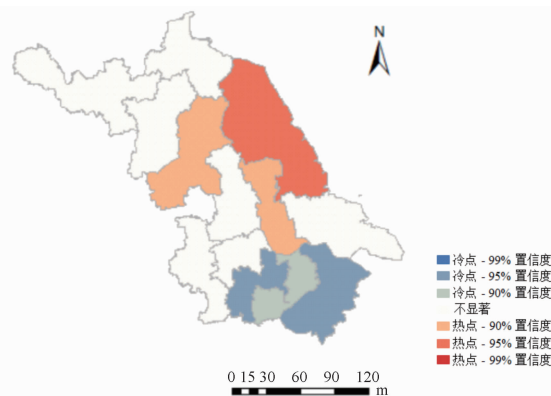 N
冷点 - 99% 置信度
冷点 - 95% 置信度
冷点 - 90% 置信度
不显著
热点 - 90% 置信度
热点 - 95% 置信度
热点 - 99% 置信度
0 15 30 60 90 120
m